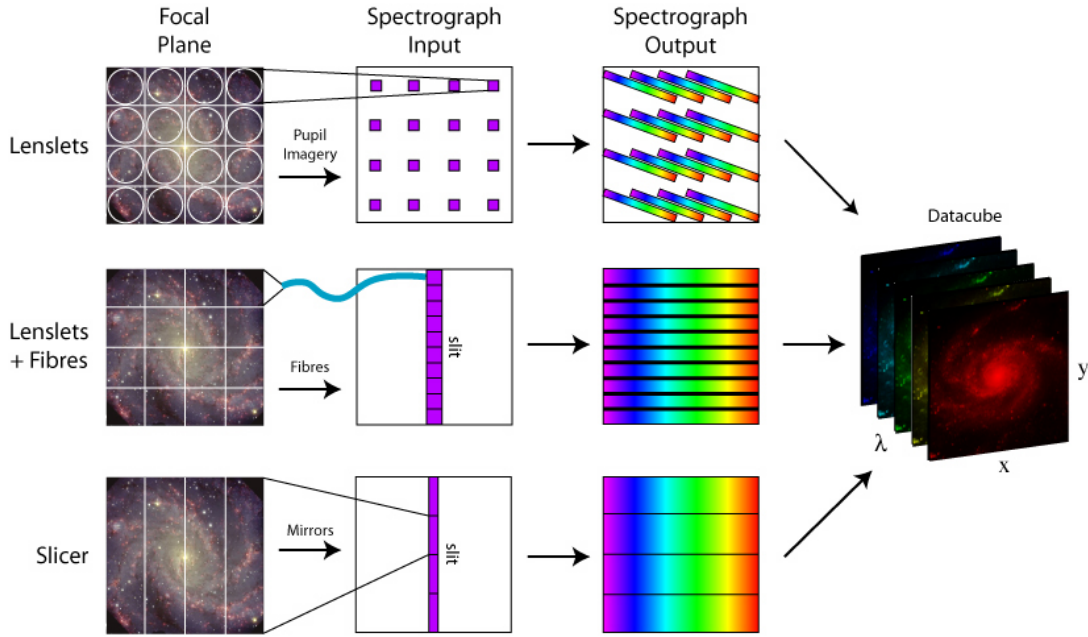 Focal
Plane
Spectrograph
Input
Spectrograph
Output
Lenslets
Pupil
Imagery
Datacube
Lenslets
+ Fibres
Fibres
slit
y
λ
x
Slicer
Mirrors
slit